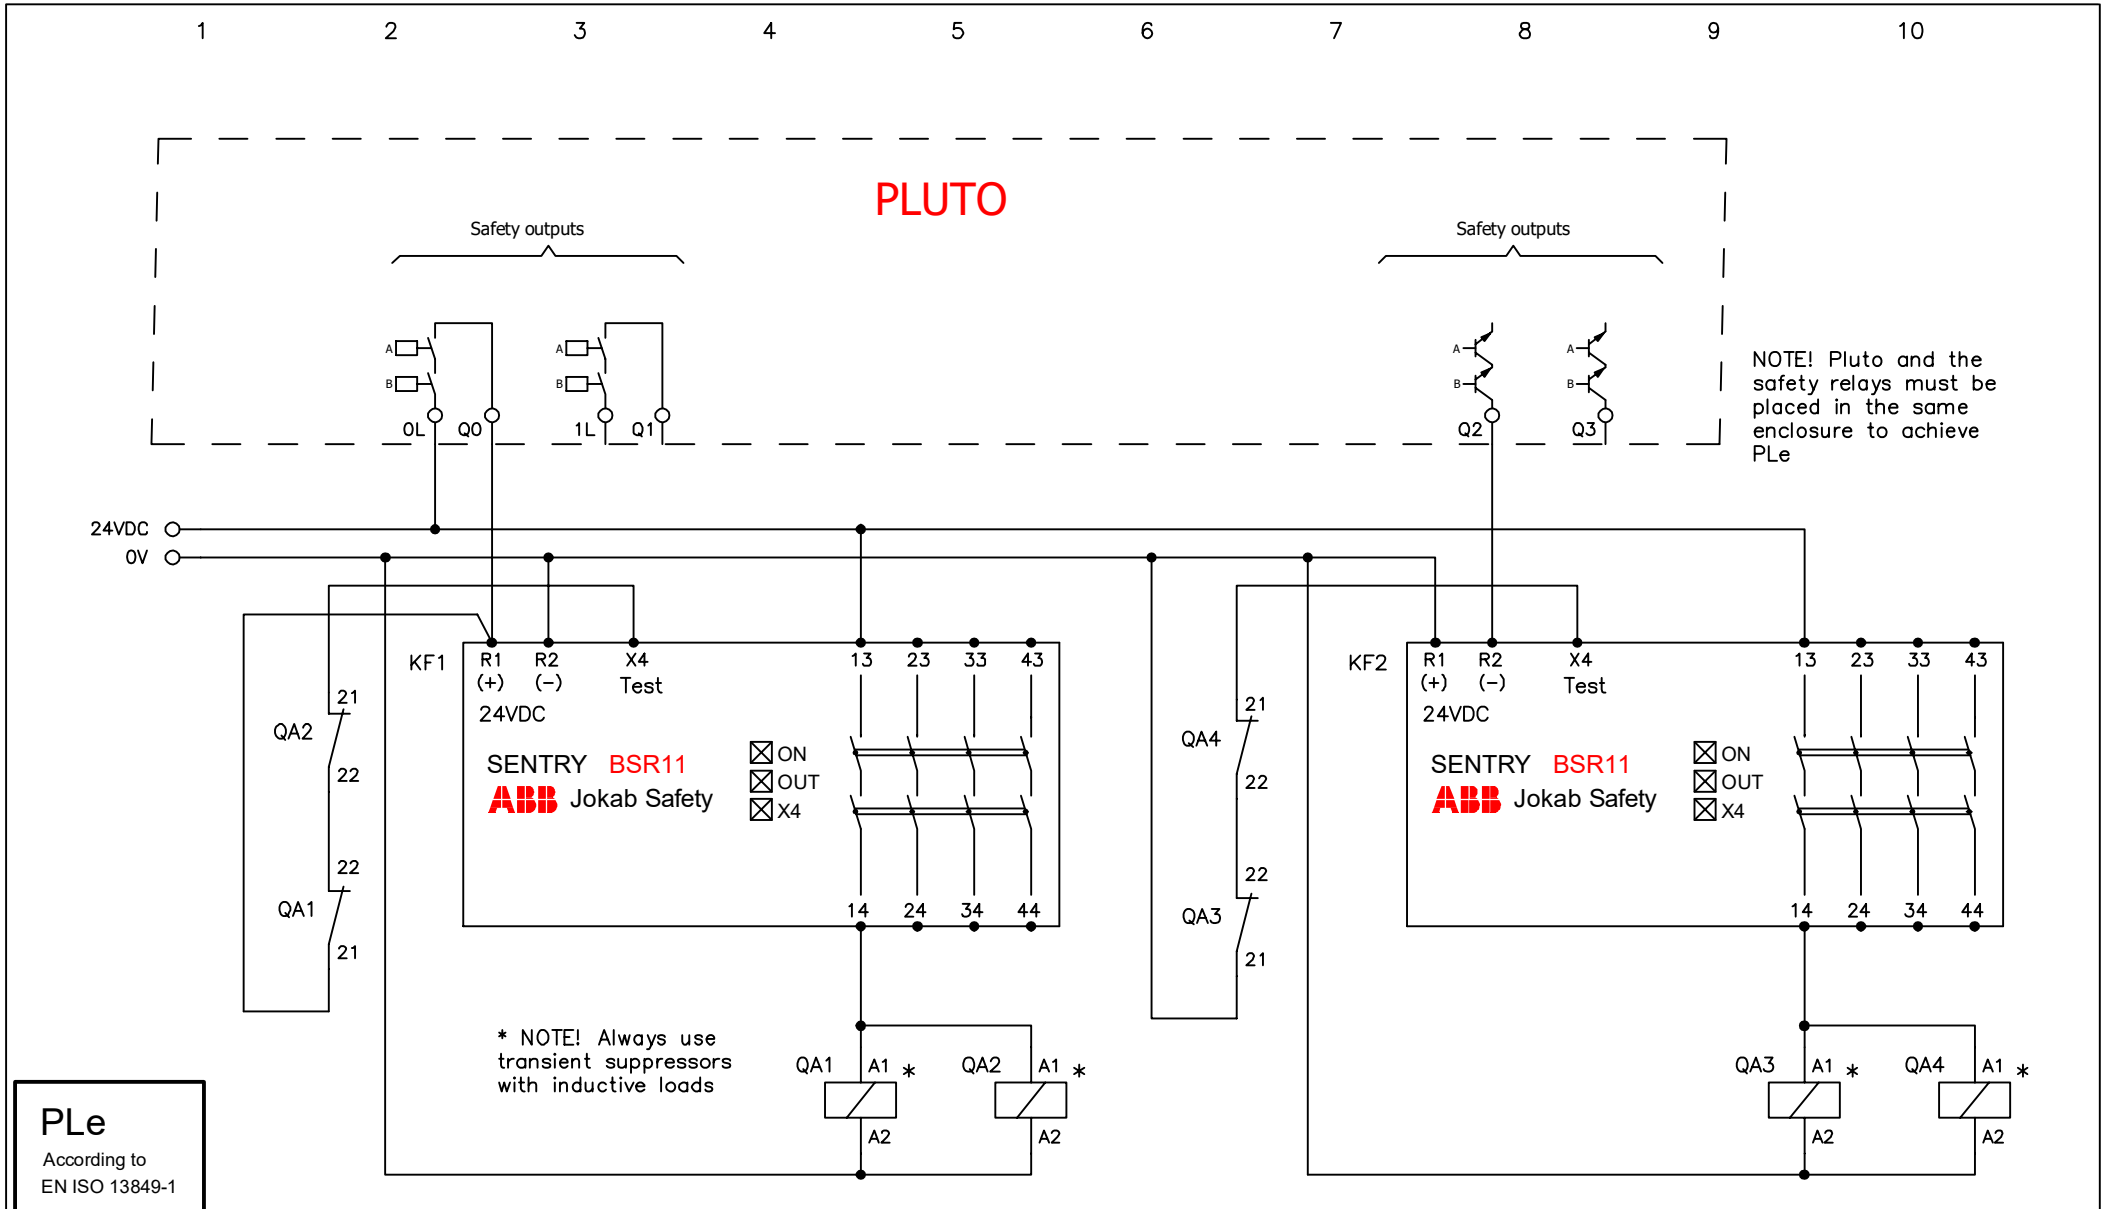 1 2 3 4 5 6 7 8 9 10
PLUTO
Safety outputs
Safety outputs
A
B
A
B
A
B
A
B
0L Q0 1L Q1 Q2 Q3
NOTE! Pluto and the
safety relays must be
placed in the same
enclosure to achieve
PLe
24VDC
0V
KF1
R1 R2 X4 13 23 33 43
(+) (-) Test
24VDC
SENTRY BSR11
ABB Jokab Safety
ON
OUT
X4
14 24 34 44
QA2
21
22
QA1
22
21
KF2
R1 R2 X4 13 23 33 43
(+) (-) Test
24VDC
SENTRY BSR11
ABB Jokab Safety
ON
OUT
X4
14 24 34 44
QA4
21
22
QA3
22
21
* NOTE! Always use
transient suppressors
with inductive loads
QA1 A1 * QA2 A1 *
A2 A2
QA3 A1 * QA4 A1 *
A2 A2
PLe
According to
EN ISO 13849-1